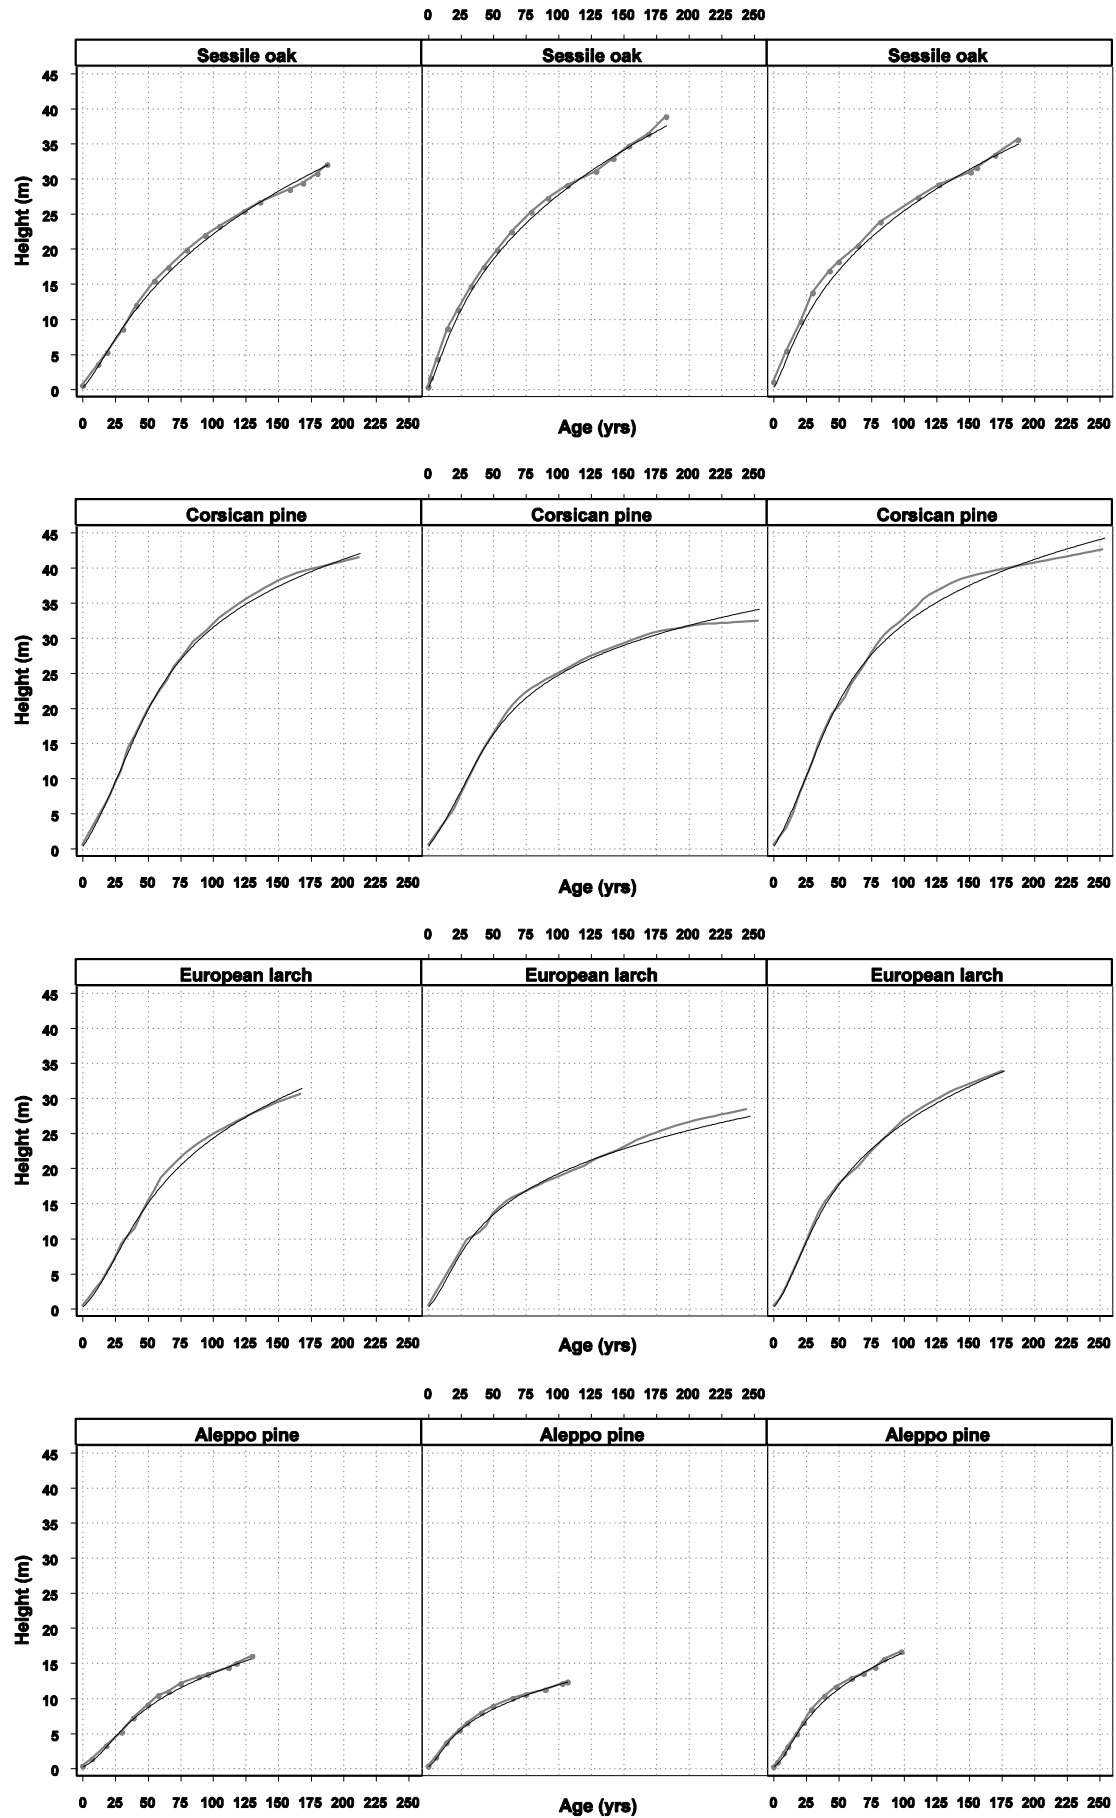 0 25 50 75 100 125 150 175 200 225 250
Sessile oak Sessile oak Sessile oak
45
40
35
30
25
20
15
10
5
0
Height (m)
0 25 50 75 100 125 150 175 200 225 250 0 25 50 75 100 125 150 175 200 225 250
Age (yrs)
0 25 50 75 100 125 150 175 200 225 250
Corsican pine Corsican pine Corsican pine
45
40
35
30
25
20
15
10
5
0
Height (m)
0 25 50 75 100 125 150 175 200 225 250 0 25 50 75 100 125 150 175 200 225 250
Age (yrs)
0 25 50 75 100 125 150 175 200 225 250
European larch European larch European larch
45
40
35
30
25
20
15
10
5
0
Height (m)
0 25 50 75 100 125 150 175 200 225 250 0 25 50 75 100 125 150 175 200 225 250
Age (yrs)
0 25 50 75 100 125 150 175 200 225 250
Aleppo pine Aleppo pine Aleppo pine
45
40
35
30
25
20
15
10
5
0
Height (m)
0 25 50 75 100 125 150 175 200 225 250 0 25 50 75 100 125 150 175 200 225 250
Age (yrs)